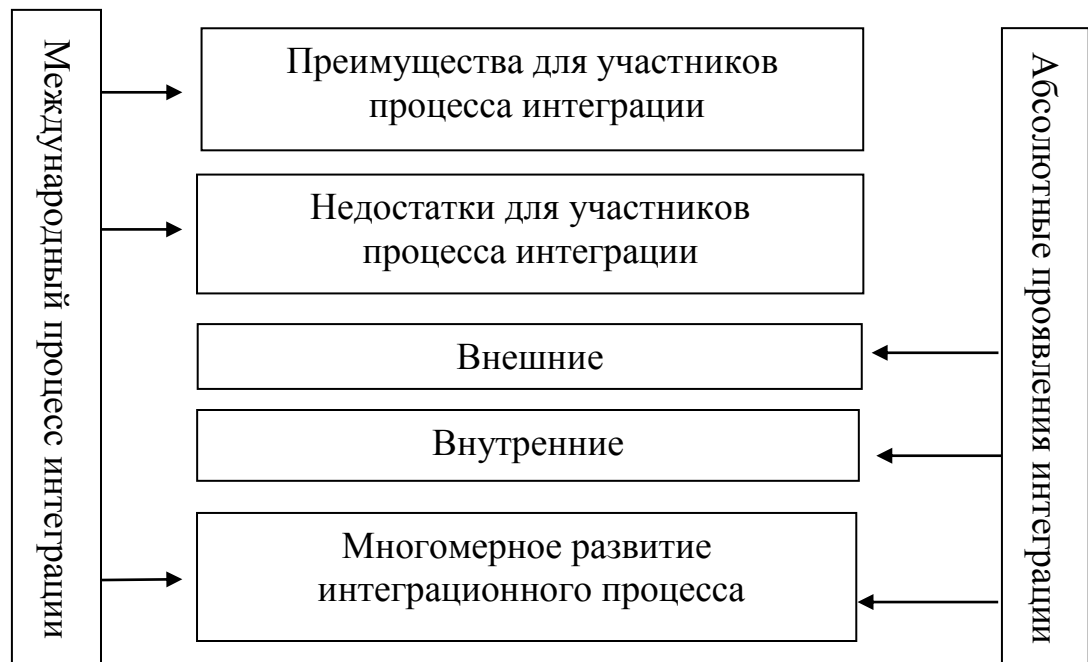 Международный процесс интеграции
Преимущества для участников
процесса интеграции
Недостатки для участников
процесса интеграции
Внешние
Внутренние
Многомерное развитие
интеграционного процесса
Абсолютные проявления интеграции